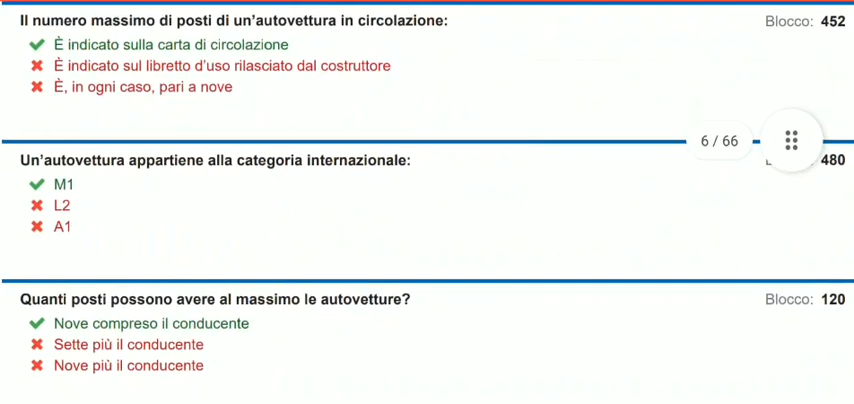 Il numero massimo di posti di un'autovettura in circolazione: Blocco: 452
È indicato sulla carta di circolazione
È indicato sul libretto d'uso rilasciato dal costruttore
È, in ogni caso, pari a nove
6 / 66
Un'autovettura appartiene alla categoria internazionale: 480
M1
L2
A1
Quanti posti possono avere al massimo le autovetture? Blocco: 120
Nove compreso il conducente
Sette più il conducente
Nove più il conducente